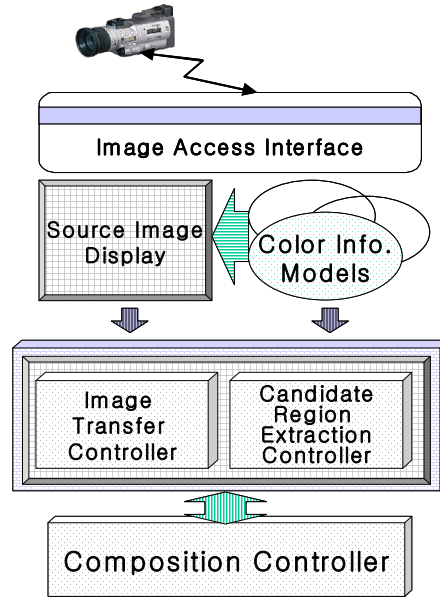 Image Access Interface
Source Image
Display
Color Info.
Models
Image
Transfer
Controller
Candidate
Region
Extraction
Controller
Composition Controller